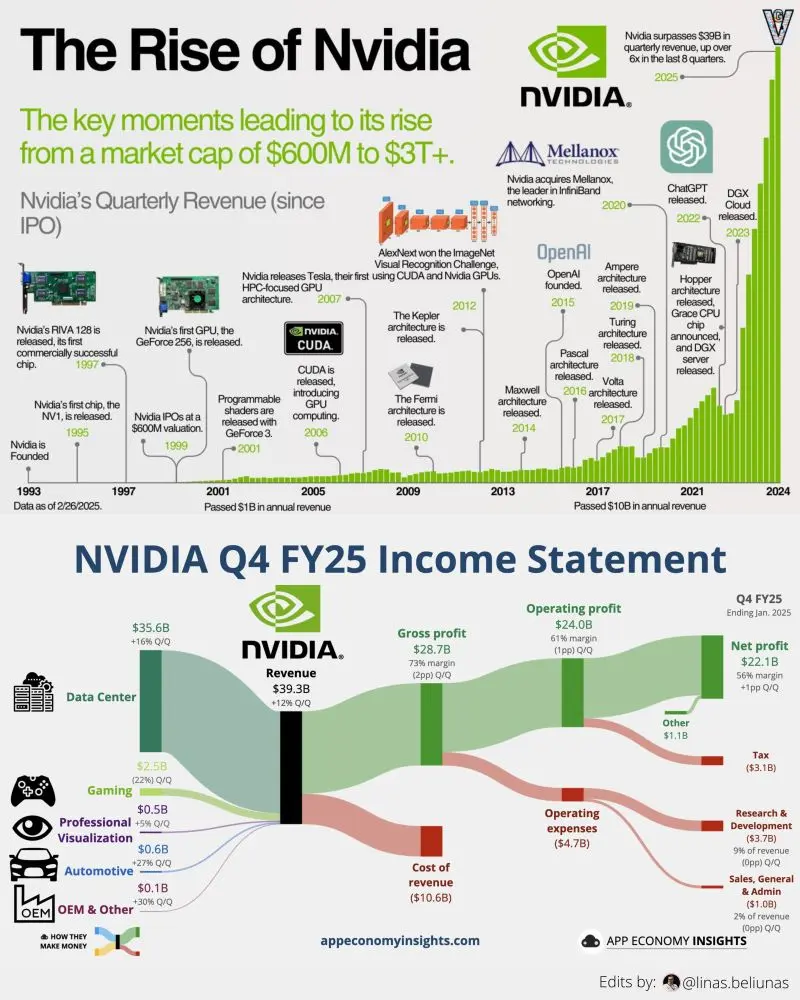 The Rise of Nvidia
The key moments leading to its rise
from a market cap of $600M to $3T+.
Nvidia's Quarterly Revenue (since
IPO)
NVIDIA®
Nvidia surpasses $39B in
quarterly revenue, up over
6x in the last 8 quarters.
2025
Mellanox
TECHNOLOGIES
Nvidia acquires Mellanox,
the leader in InfiniBand
networking.
2020
ChatGPT
released.
2022
DGX
Cloud
released.
2023
AlexNext won the ImageNet
Visual Recognition Challenge,
using CUDA and Nvidia GPUs.
2012
Nvidia releases Tesla, their first
HPC-focused GPU
architecture.
2007
OpenAI
OpenAI
founded.
2015
Ampere
architecture
released.
2019
Turing
architecture
released.
2018
Hopper
architecture
released,
Grace CPU
chip
announced,
and DGX
server
released.
Nvidia's RIVA 128 is
released, its first
commercially successful
chip.
1997
Nvidia's first GPU, the
GeForce 256, is released.
NVIDIA.
CUDA.
CUDA is
released,
introducing
GPU
computing.
2006
The Kepler
architecture is
released.
The Fermi
architecture is
released.
2010
Maxwell
architecture
released.
2014
Pascal
architecture
released.
2016
Volta
architecture
released.
2017
Nvidia's first chip, the
NV1, is released.
1995
Nvidia IPOs at a
$600M valuation.
1999
Programmable
shaders are
released with
GeForce 3.
2001
Nvidia is
Founded
1993
1997
2001
2005
2009
2013
2017
2021
2024
Data as of 2/26/2025.
Passed $1B in annual revenue
Passed $10B in annual revenue
NVIDIA Q4 FY25 Income Statement
Q4 FY25
Ending Jan. 2025
NVIDIA®
Revenue
$39.3B
+12% Q/Q
$35.6B
+16% Q/Q
Data Center
$2.5B
(22%) Q/Q
Gaming
$0.5B
+5% Q/Q
Professional
Visualization
$0.6B
+27% Q/Q
Automotive
$0.1B
+30% Q/Q
OEM
OEM & Other
Gross profit
$28.7B
73% margin
(2pp) Q/Q
Operating profit
$24.0B
61% margin
(1pp) Q/Q
Net profit
$22.1B
56% margin
+1pp Q/Q
Other
$1.1B
Tax
($3.1B)
Operating
expenses
($4.7B)
Research &
Development
($3.7B)
9% of revenue
(0pp) Q/Q
Cost of
revenue
($10.6B)
Sales, General
& Admin
($1.0B)
2% of revenue
(0pp) Q/Q
HOW THEY
MAKE MONEY
appeconomyinsights.com
APP ECONOMY INSIGHTS
Edits by: @linas.beliunas